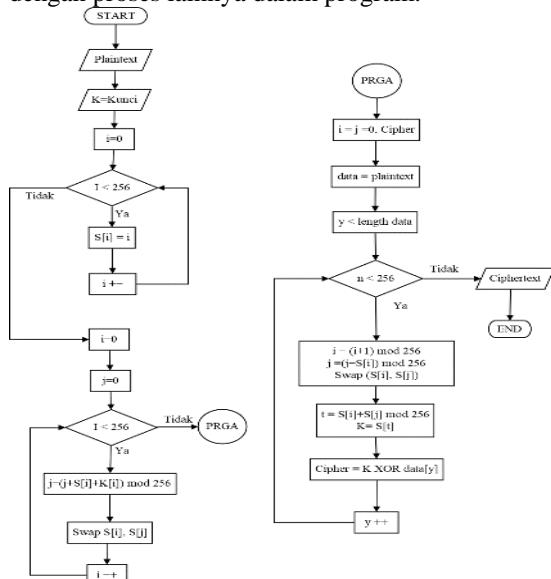 dengan proses lainnya dalam program.
START
Plaintext
K=Kunci
i=0
I < 256
Tidak
Ya
S[i] = i
i +−
i−0
j=0
I < 256
Tidak
PRGA
Ya
j−(j+S[i]+K[i]) mod 256
Swap S[i], S[j]
i −+
PRGA
i = j =0, Cipher
data = plaintext
y < length data
n < 256
Tidak
Ciphertext
END
Ya
i − (i+1) mod 256
j =(j−S[i]) mod 256
Swap (S[i], S[j])
t = S[i]+S[j] mod 256
K= S[t]
Cipher = K XOR data[y]
y ++